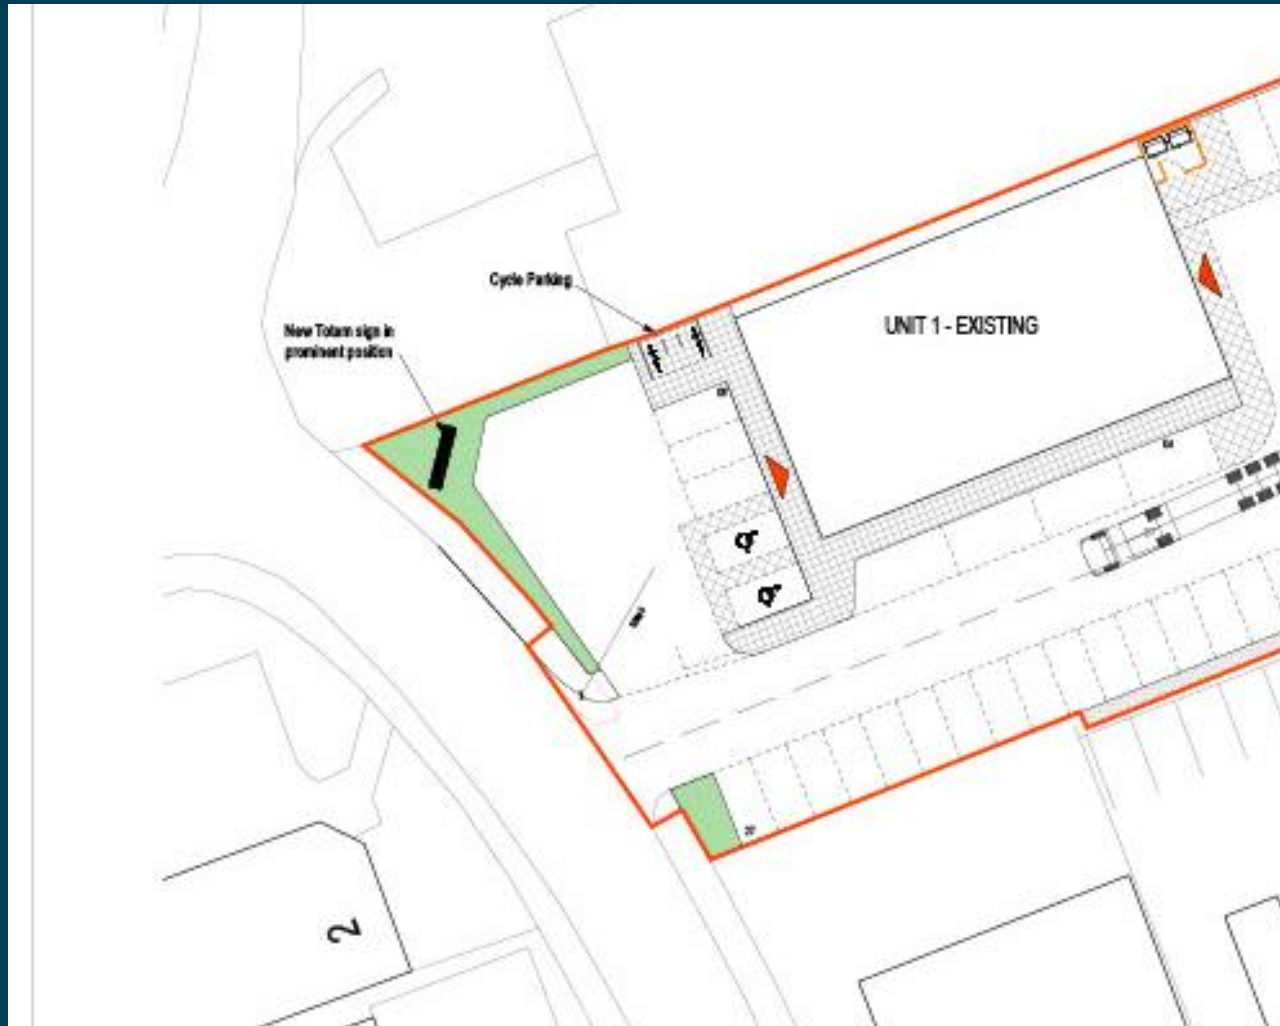 Cycle Parking
UNIT 1 - EXISTING
New Totem sign in
prominent position
2